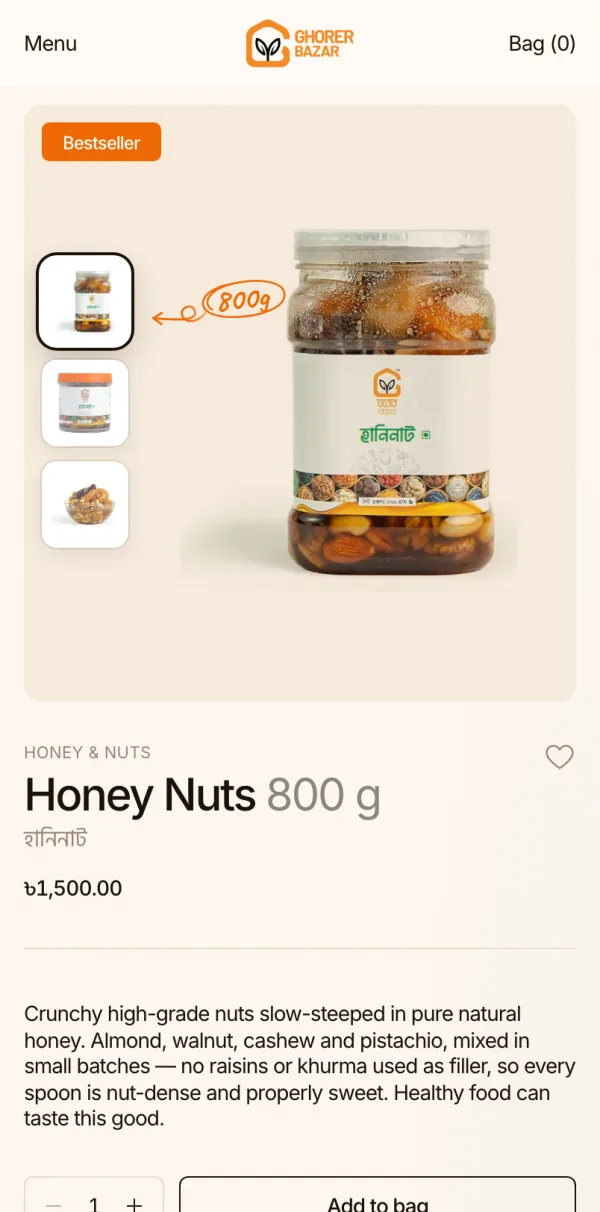 Menu
GHORER
BAZAR
Bag (0)
Bestseller
800g
হানিনাট
HONEY & NUTS
Honey Nuts 800 g
হানিনাট
৳1,500.00
Crunchy high-grade nuts slow-steeped in pure natural
honey. Almond, walnut, cashew and pistachio, mixed in
small batches — no raisins or khurma used as filler, so every
spoon is nut-dense and properly sweet. Healthy food can
taste this good.
1
Add to bag